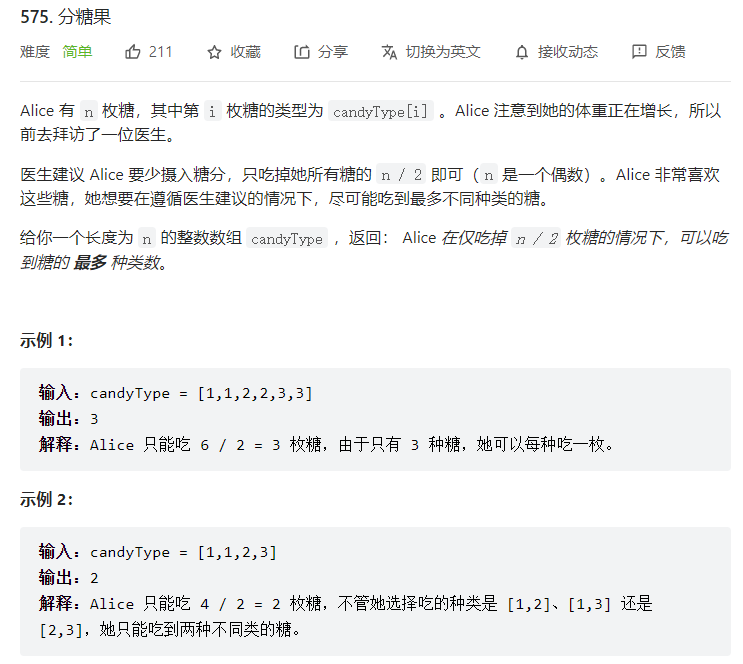 575. 分糖果
难度 简单 211 收藏 分享 切换为英文 接收动态 反馈
Alice 有 n 枚糖，其中第 i 枚糖的类型为 candyType[i] 。Alice 注意到她的体重正在增长，所以
前去拜访了一位医生。
医生建议 Alice 要少摄入糖分，只吃掉她所有糖的 n / 2 即可（n 是一个偶数）。Alice 非常喜欢
这些糖，她想要在遵循医生建议的情况下，尽可能吃到最多不同种类的糖。
给你一个长度为 n 的整数数组 candyType ，返回： Alice 在仅吃掉 n / 2 枚糖的情况下，可以吃
到糖的 最多 种类数。
示例 1：
输入：candyType = [1,1,2,2,3,3]
输出：3
解释：Alice 只能吃 6 / 2 = 3 枚糖，由于只有 3 种糖，她可以每种吃一枚。
示例 2：
输入：candyType = [1,1,2,3]
输出：2
解释：Alice 只能吃 4 / 2 = 2 枚糖，不管她选择吃的种类是 [1,2]、[1,3] 还是
[2,3]，她只能吃到两种不同类的糖。